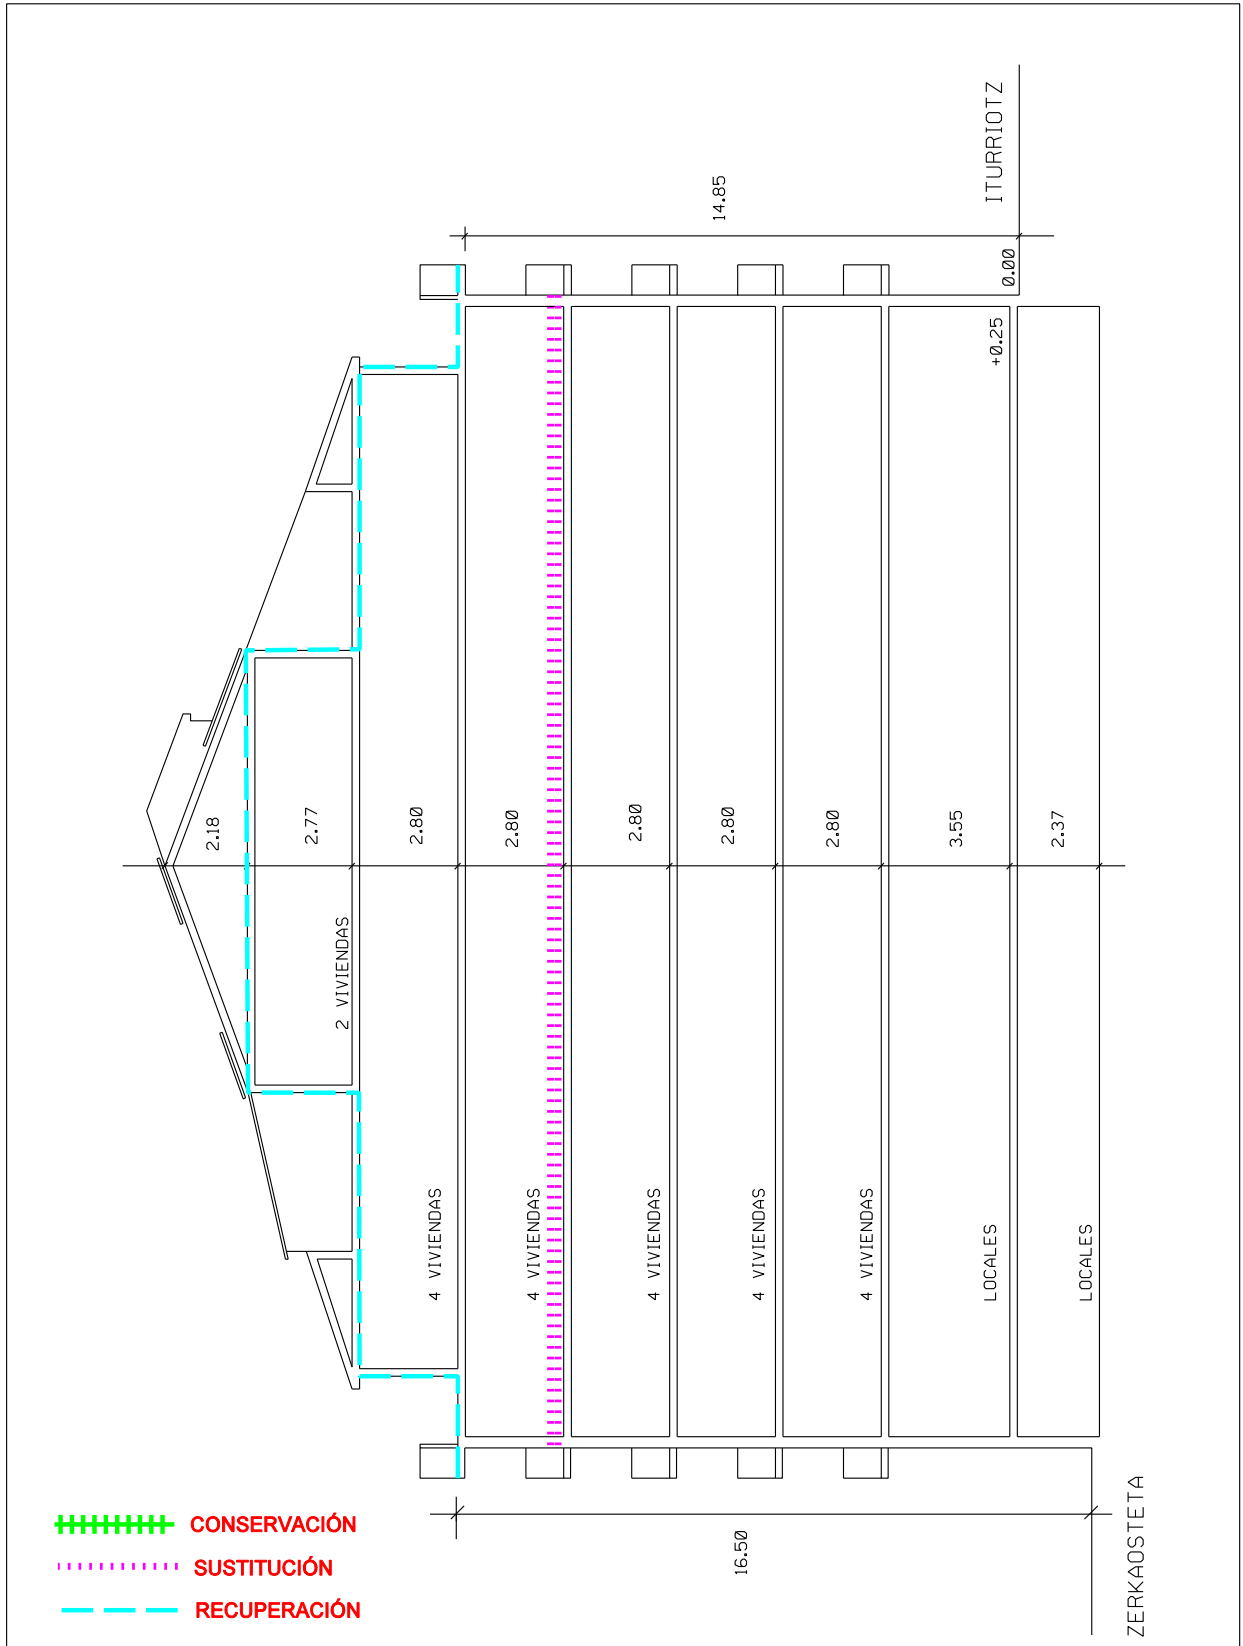 ITURRIOTZ
14.85
0.00
+0.25
2.18
2.77
2.80
2.80
2.80
2.80
2.80
3.55
2.37
2 VIVIENDAS
4 VIVIENDAS
4 VIVIENDAS
4 VIVIENDAS
4 VIVIENDAS
4 VIVIENDAS
LOCALES
LOCALES
16.50
ZERKAOSTETA
CONSERVACIÓN
SUSTITUCIÓN
RECUPERACIÓN